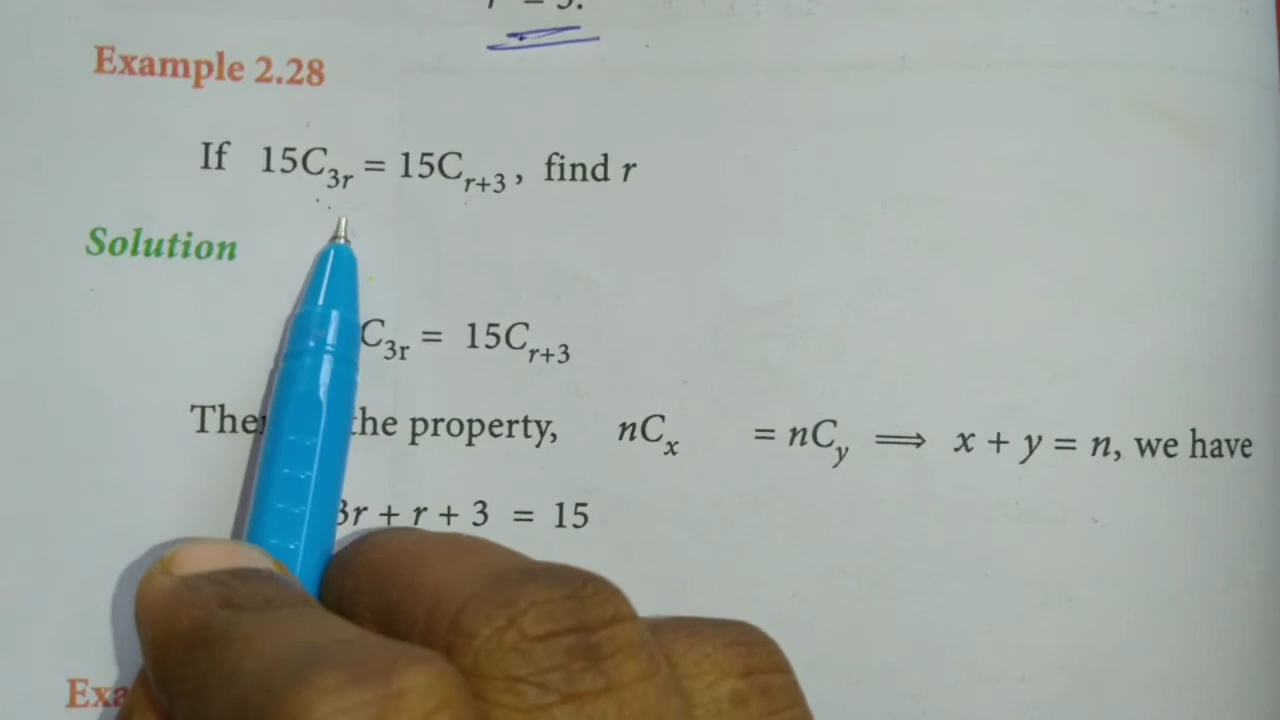 Example 2.28
If 15C3r = 15Cr+3, find r
Solution
C3r = 15Cr+3
the property, nCx = nCy ⟹ x + y = n, we have
3r + r + 3 = 15